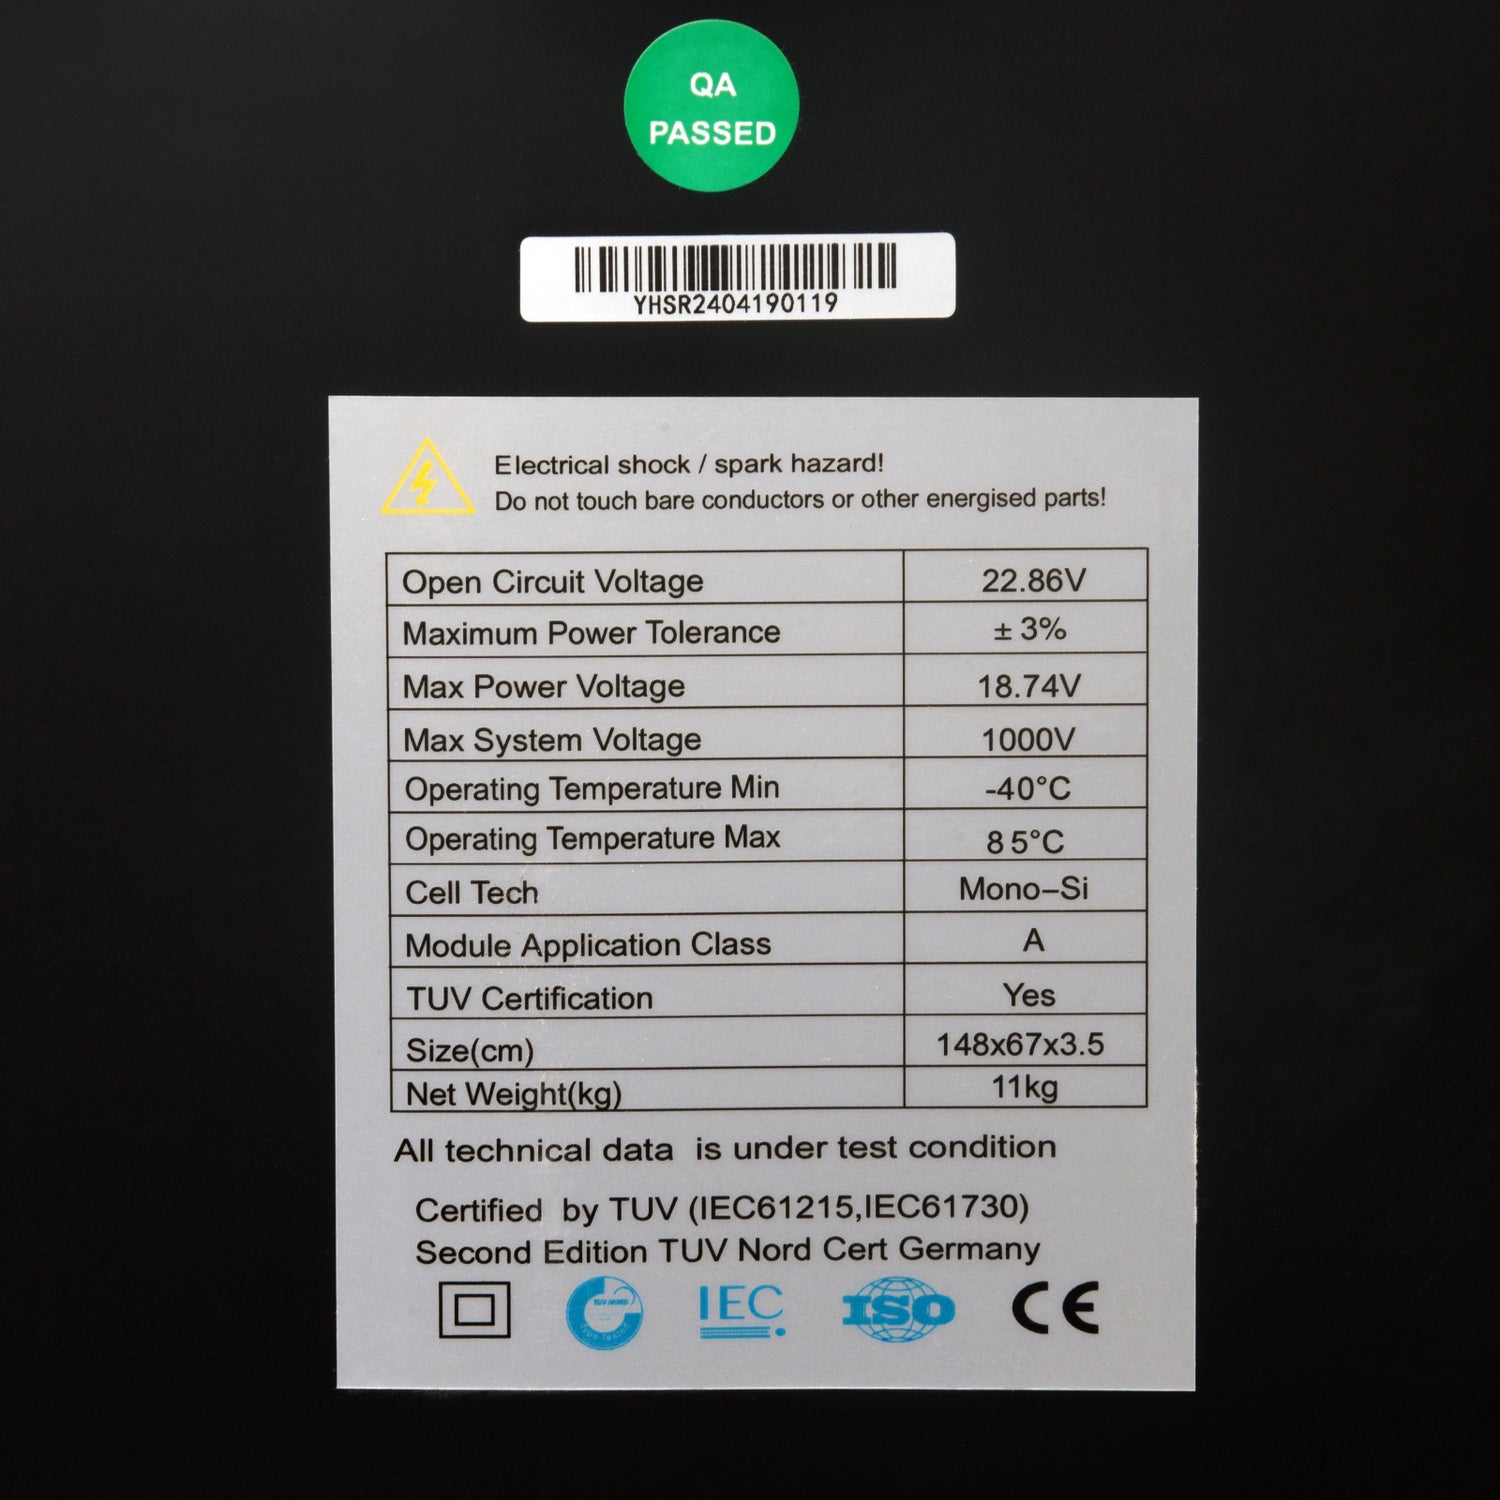 QA
PASSED
YHSR2404190119
Electrical shock / spark hazard!
Do not touch bare conductors or other energised parts!
Open Circuit Voltage 22.86V
Maximum Power Tolerance ± 3%
Max Power Voltage 18.74V
Max System Voltage 1000V
Operating Temperature Min -40°C
Operating Temperature Max 85°C
Cell Tech Mono–Si
Module Application Class A
TUV Certification Yes
Size(cm) 148x67x3.5
Net Weight(kg) 11kg
All technical data is under test condition
Certified by TUV (IEC61215,IEC61730)
Second Edition TUV Nord Cert Germany
TUV NORD
Type Tested
IEC
ISO
CE